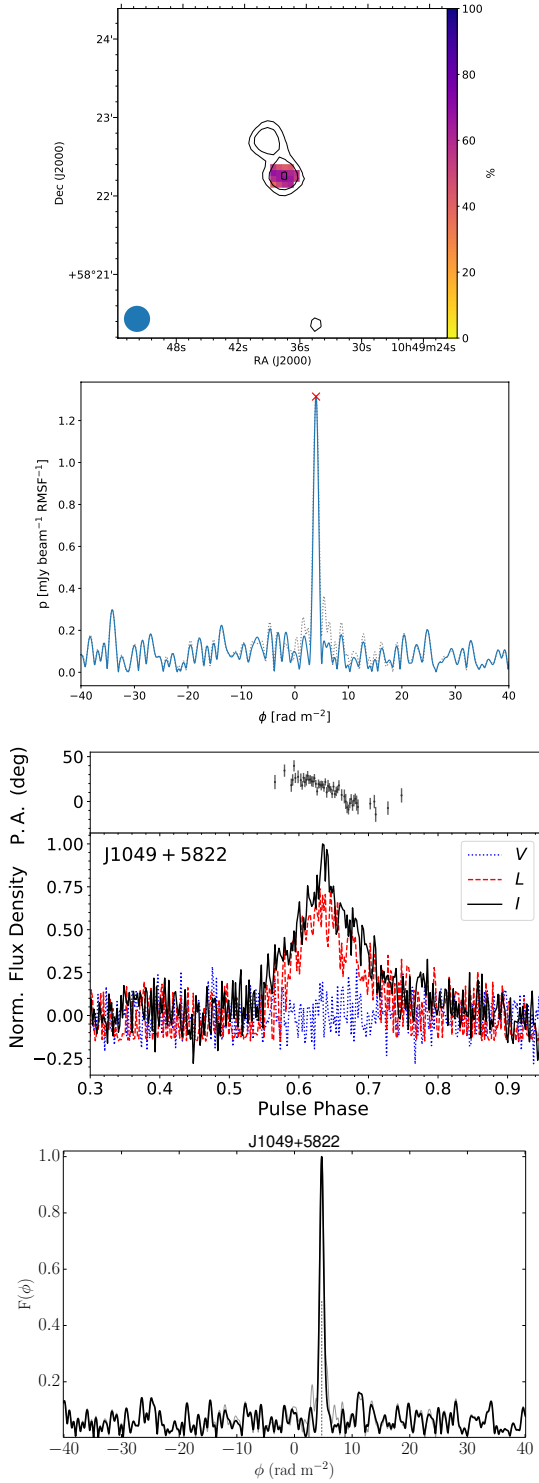 24'
23'
22'
+58°21'
Dec (J2000)
48s 42s 36s 30s 10h49m24s
RA (J2000)
100
80
60
40
20
0
%
1.2
1.0
0.8
0.6
0.4
0.2
0.0
p [mJy beam⁻¹ RMSF⁻¹]
−40 −30 −20 −10 0 10 20 30 40
ϕ [rad m⁻²]
50
0
P. A. (deg)
J1049 + 5822
V
L
I
1.00
0.75
0.50
0.25
0.00
−0.25
Norm. Flux Density
0.3 0.4 0.5 0.6 0.7 0.8 0.9
Pulse Phase
J1049+5822
1.0
0.8
0.6
0.4
0.2
F(ϕ)
−40 −30 −20 −10 0 10 20 30 40
ϕ (rad m⁻²)